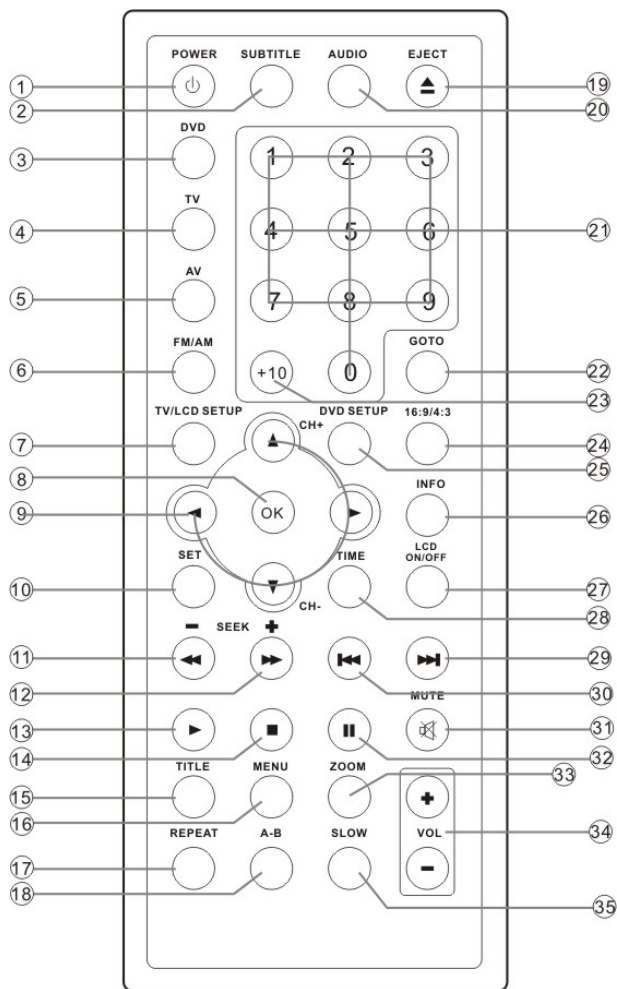 POWER SUBTITLE AUDIO EJECT
1 19
2 20
DVD
3 1 2 3
TV
4 4 5 6 21
AV
5 7 8 9
FM/AM GOTO
6 +10 0 22
23
TV/LCD SETUP CH+ DVD SETUP 16:9/4:3
7 24
25
8 INFO
9 OK 26
SET TIME LCD
ON/OFF
10 27
CH- 28
- SEEK +
11 29
12 30
MUTE
13 31
14 32
TITLE MENU ZOOM 33
15
16 + 34
REPEAT A-B SLOW VOL
17 -
18 35